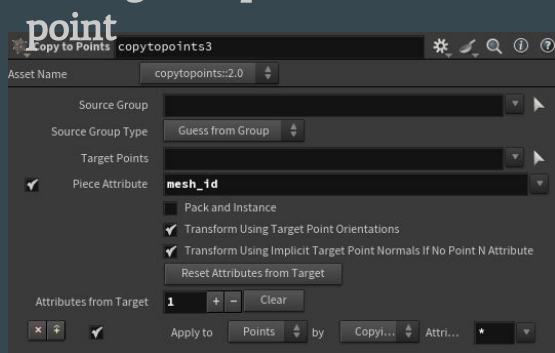 point
Copy to Points copytopoints3
Asset Name copytopoints::2.0
Source Group
Source Group Type Guess from Group
Target Points
Piece Attribute mesh_id
Pack and Instance
Transform Using Target Point Orientations
Transform Using Implicit Target Point Normals If No Point N Attribute
Reset Attributes from Target
Attributes from Target 1 + - Clear
Apply to Points by Copyi... Attri... *